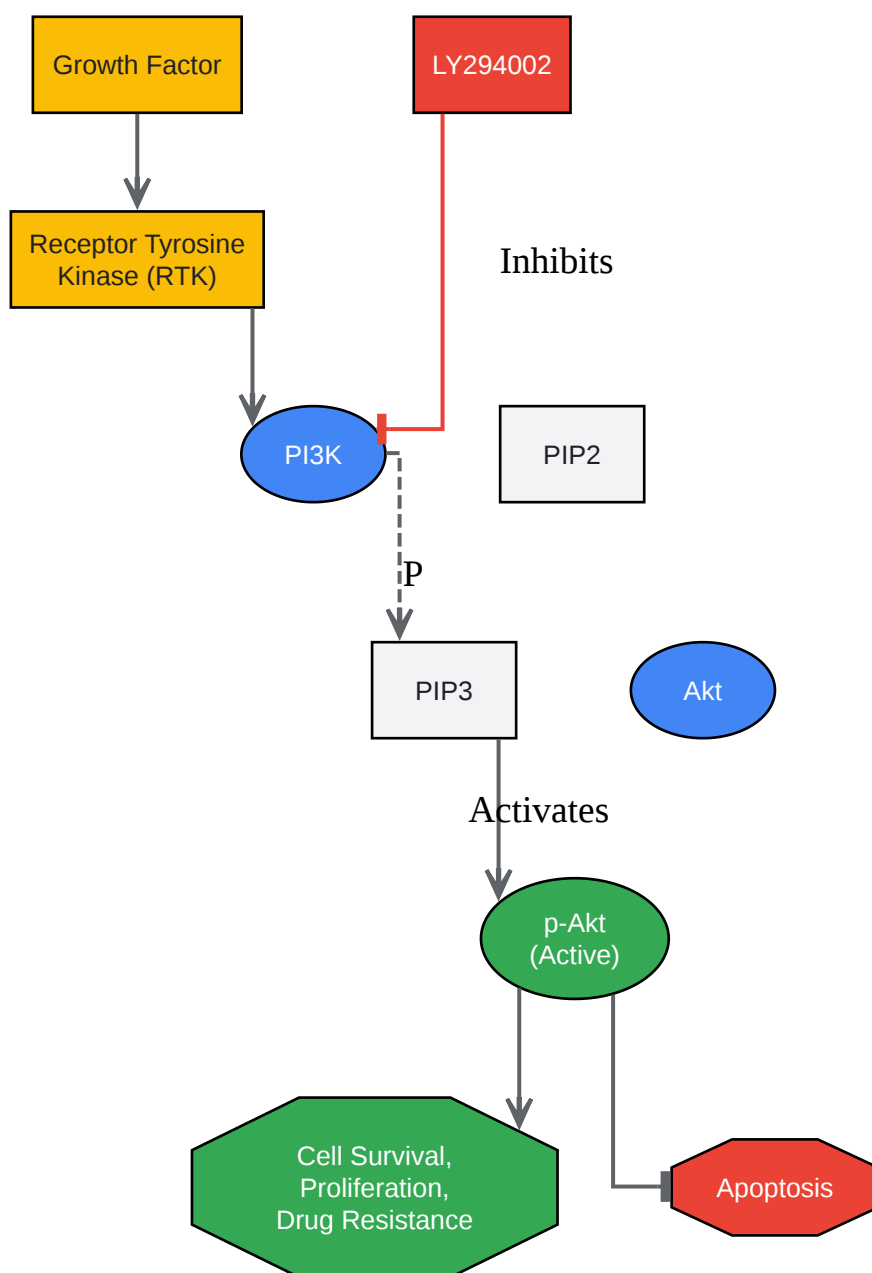 Growth Factor
LY294002
Receptor Tyrosine
Kinase (RTK)
Inhibits
PI3K
PIP2
P
PIP3
Akt
Activates
p-Akt
(Active)
Cell Survival,
Proliferation,
Drug Resistance
Apoptosis